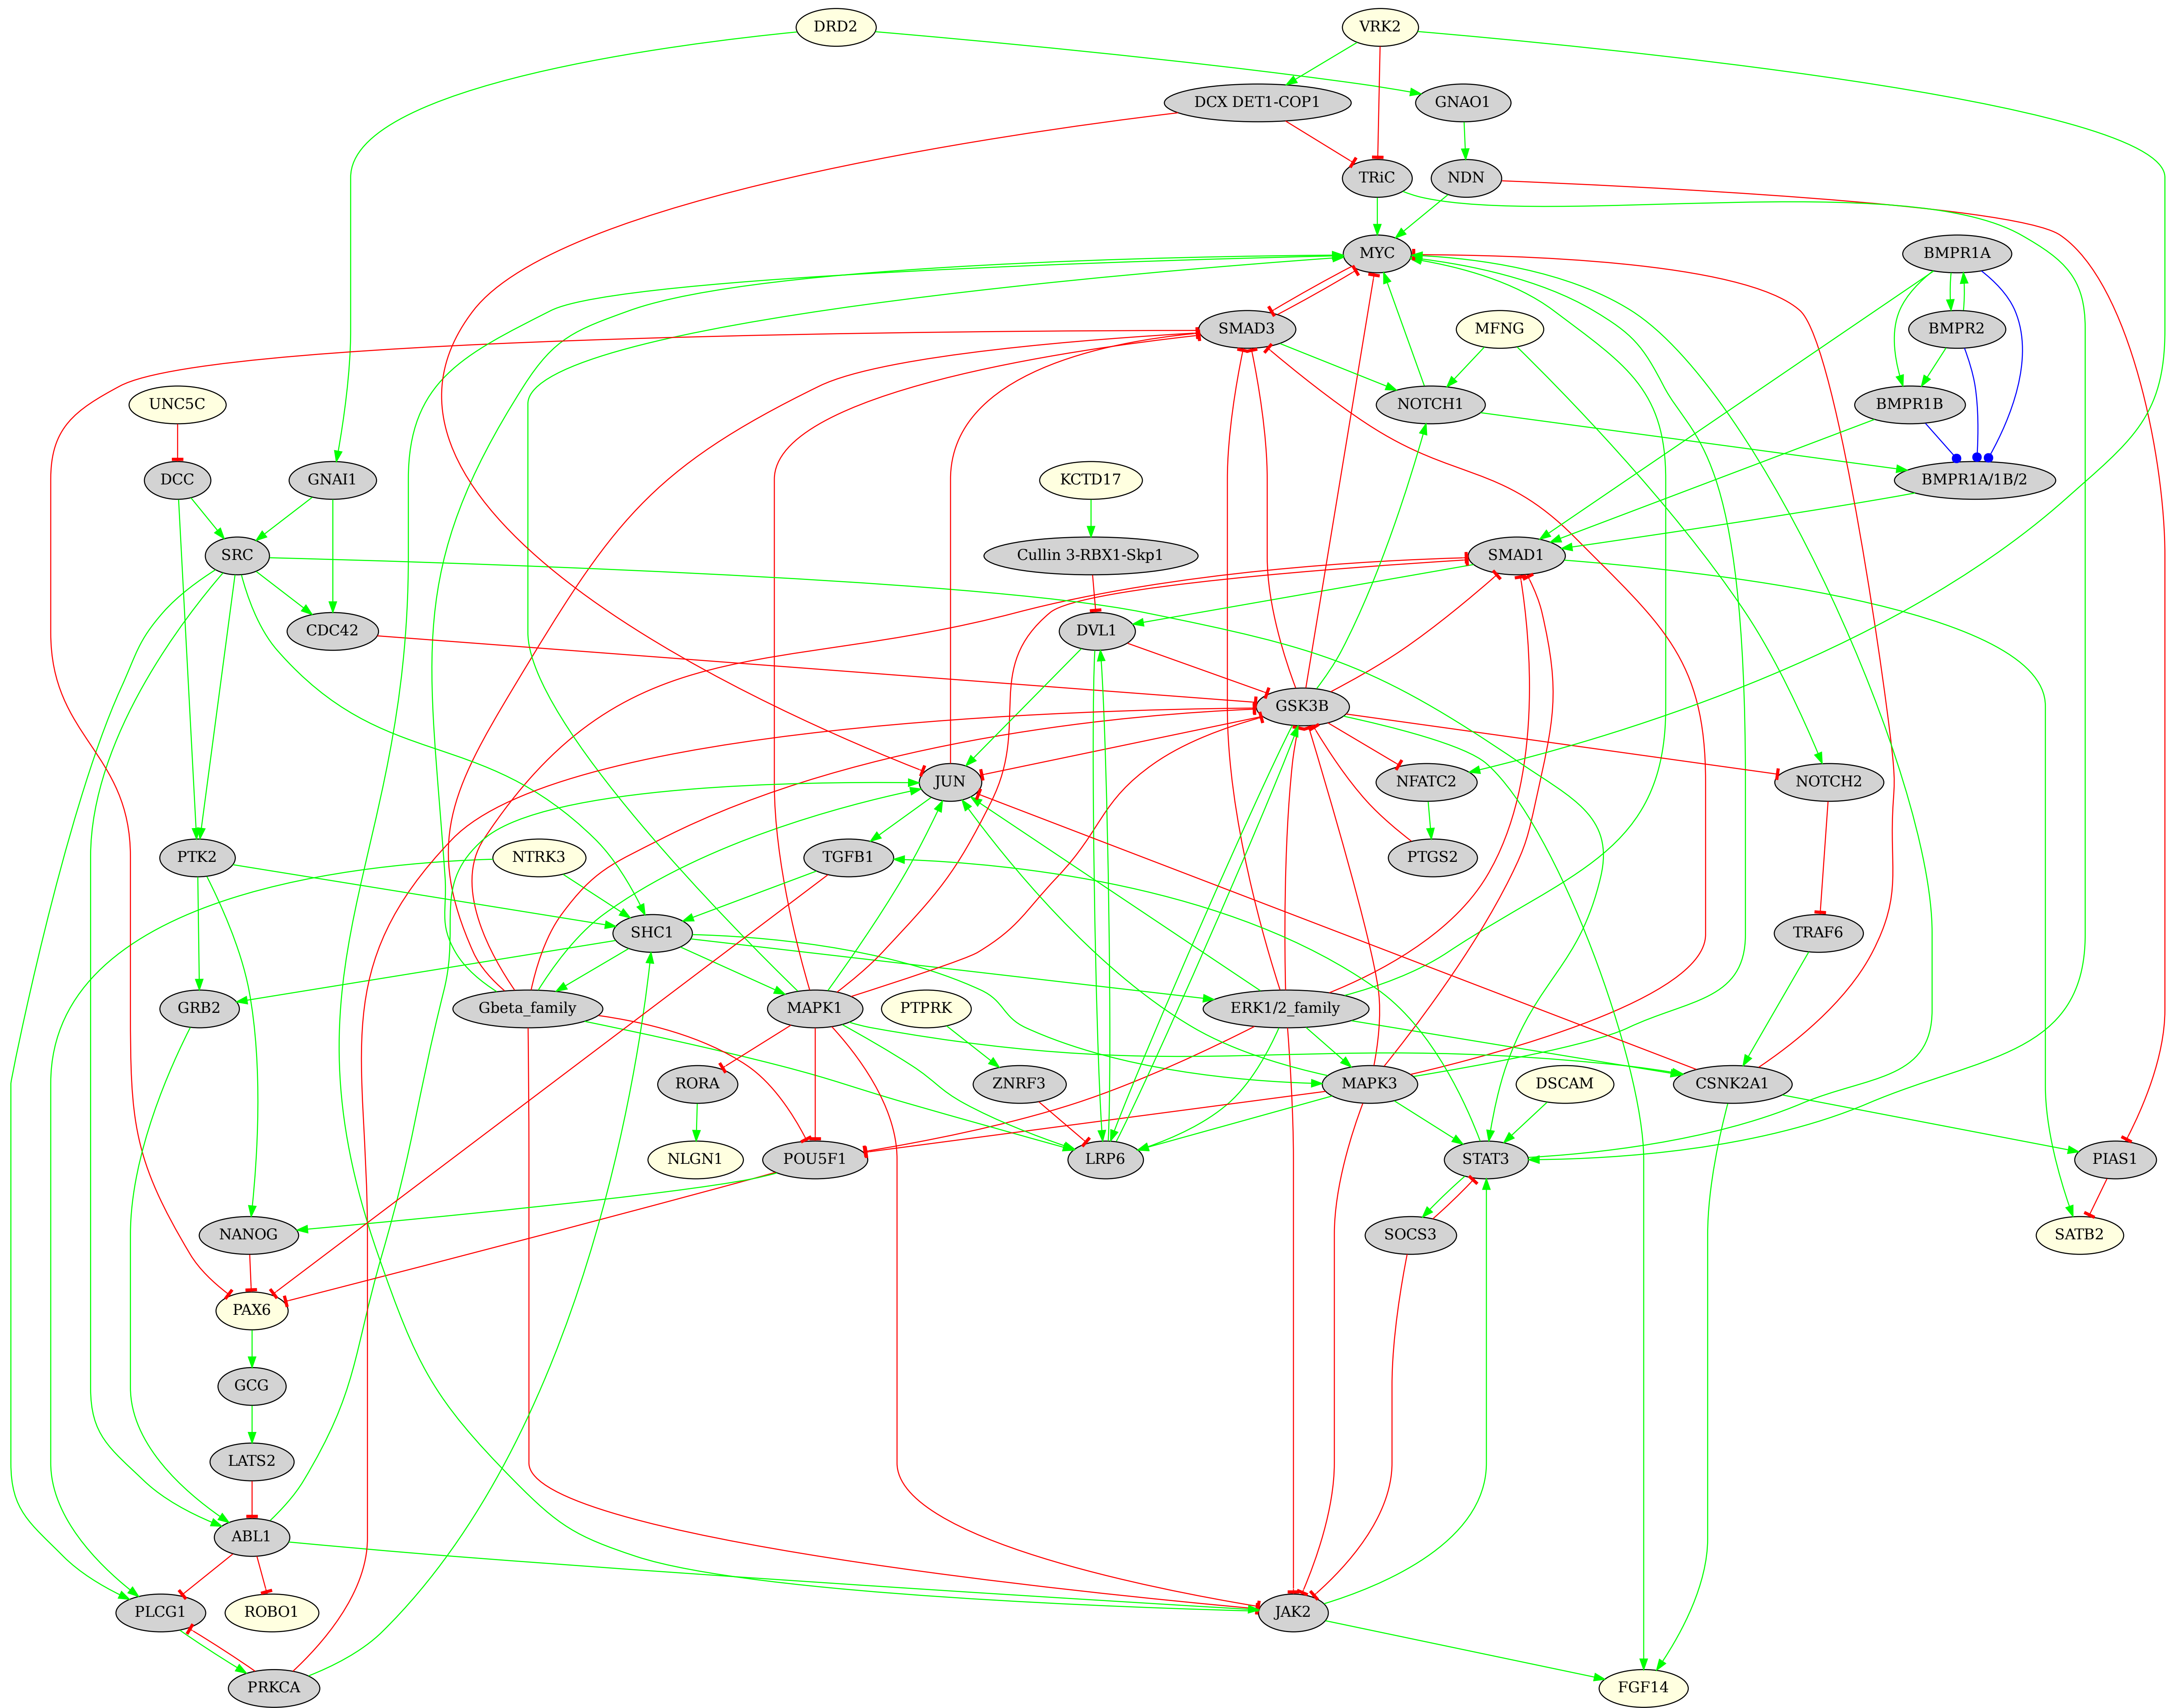 DRD2
VRK2
DCX DET1-COP1
GNAO1
TRiC
NDN
MYC
BMPR1A
SMAD3
MFNG
BMPR2
UNC5C
NOTCH1
BMPR1B
DCC
GNAI1
KCTD17
BMPR1A/1B/2
SRC
Cullin 3-RBX1-Skp1
SMAD1
CDC42
DVL1
GSK3B
JUN
NFATC2
NOTCH2
PTK2
NTRK3
TGFB1
PTGS2
SHC1
TRAF6
GRB2
Gbeta_family
MAPK1
PTPRK
ERK1/2_family
RORA
ZNRF3
MAPK3
DSCAM
CSNK2A1
NLGN1
POU5F1
LRP6
STAT3
PIAS1
NANOG
SOCS3
SATB2
PAX6
GCG
LATS2
ABL1
PLCG1
ROBO1
JAK2
PRKCA
FGF14